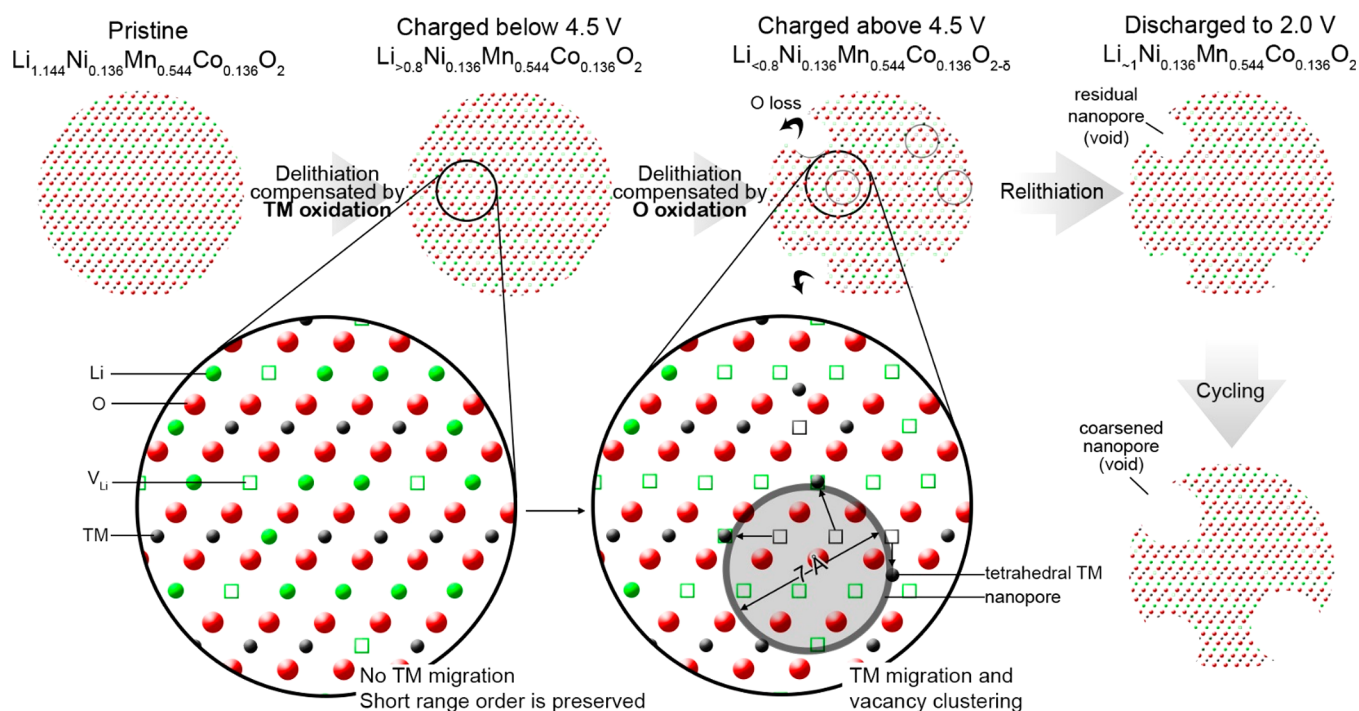 Pristine
Li1.144Ni0.136Mn0.544Co0.136O2
Charged below 4.5 V
Li>0.8Ni0.136Mn0.544Co0.136O2
Charged above 4.5 V
Li<0.8Ni0.136Mn0.544Co0.136O2-δ
Discharged to 2.0 V
Li~1Ni0.136Mn0.544Co0.136O2
O loss
residual
nanopore
(void)
Delithiation
compensated by
TM oxidation
Delithiation
compensated by
O oxidation
Relithiation
Li
O
VLi
TM
7-Å
tetrahedral TM
nanopore
Cycling
coarsened
nanopore
(void)
No TM migration
Short range order is preserved
TM migration and
vacancy clustering